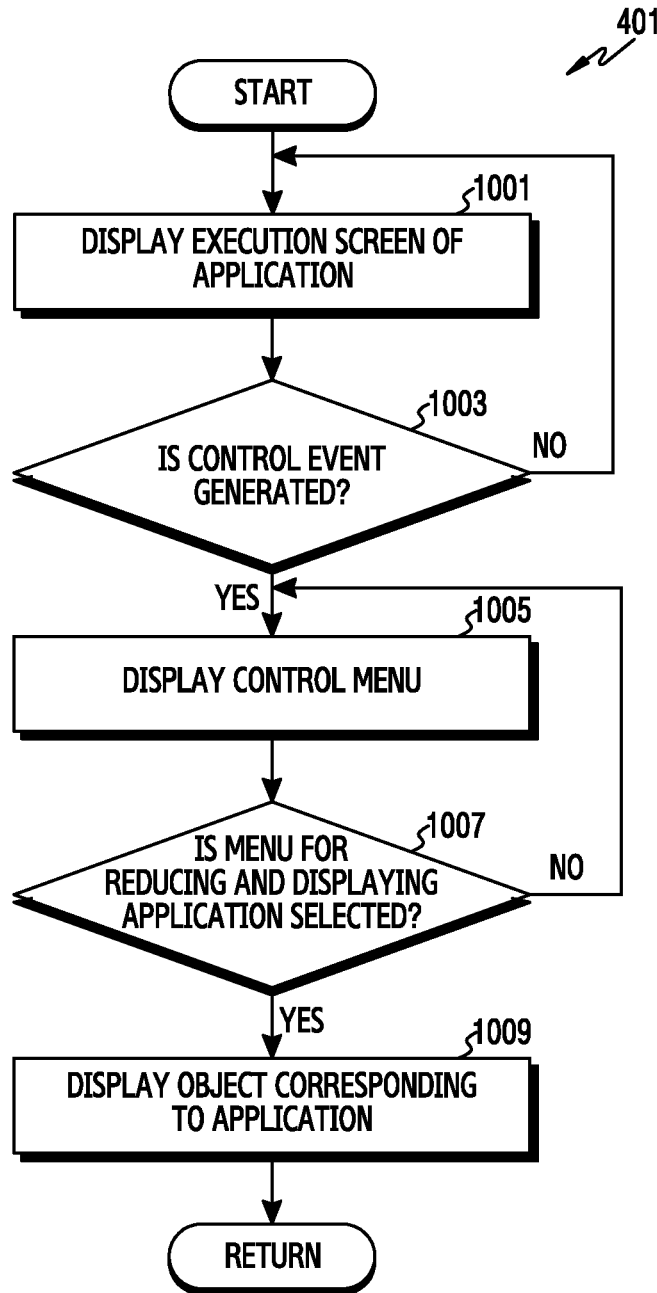 401
START
1001
DISPLAY EXECUTION SCREEN OF
APPLICATION
1003
IS CONTROL EVENT
GENERATED?
NO
YES
1005
DISPLAY CONTROL MENU
1007
IS MENU FOR
REDUCING AND DISPLAYING
APPLICATION SELECTED?
NO
YES
1009
DISPLAY OBJECT CORRESPONDING
TO APPLICATION
RETURN